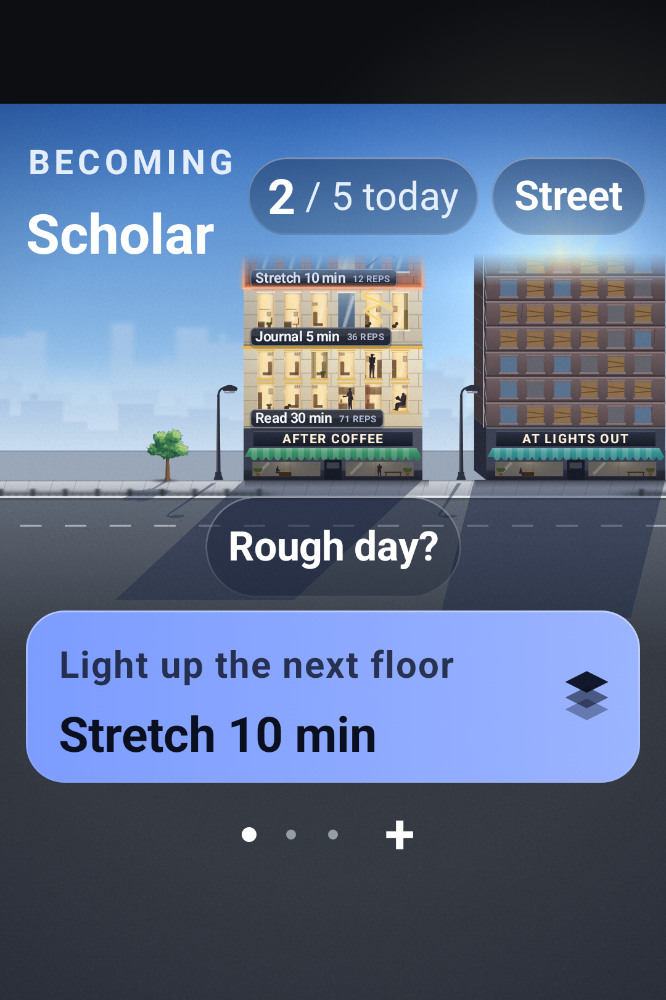 BECOMING
Scholar
2 / 5 today
Street
Stretch 10 min 12 REPS
Journal 5 min 36 REPS
Read 30 min 71 REPS
AFTER COFFEE
AT LIGHTS OUT
Rough day?
Light up the next floor
Stretch 10 min